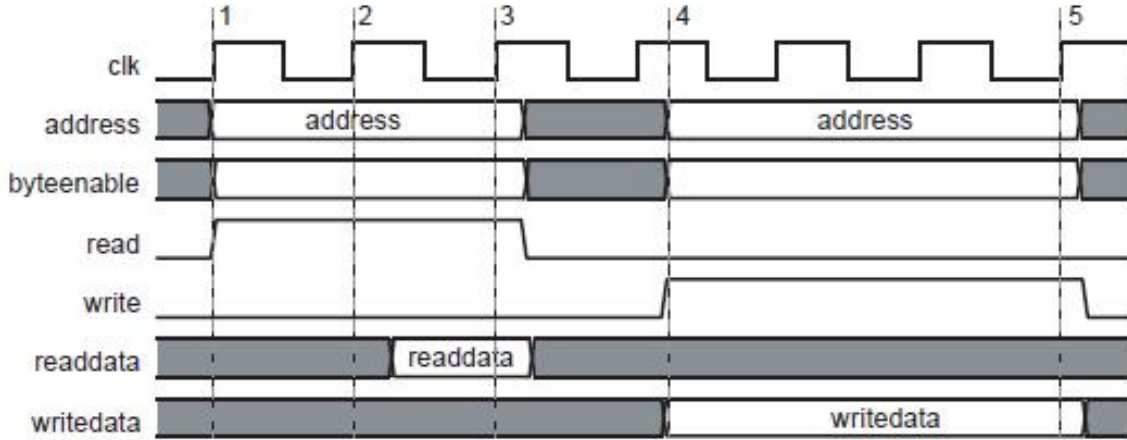 1 2 3 4 5
clk
address address address
byteenable
read
write
readdata readdata
writedata writedata